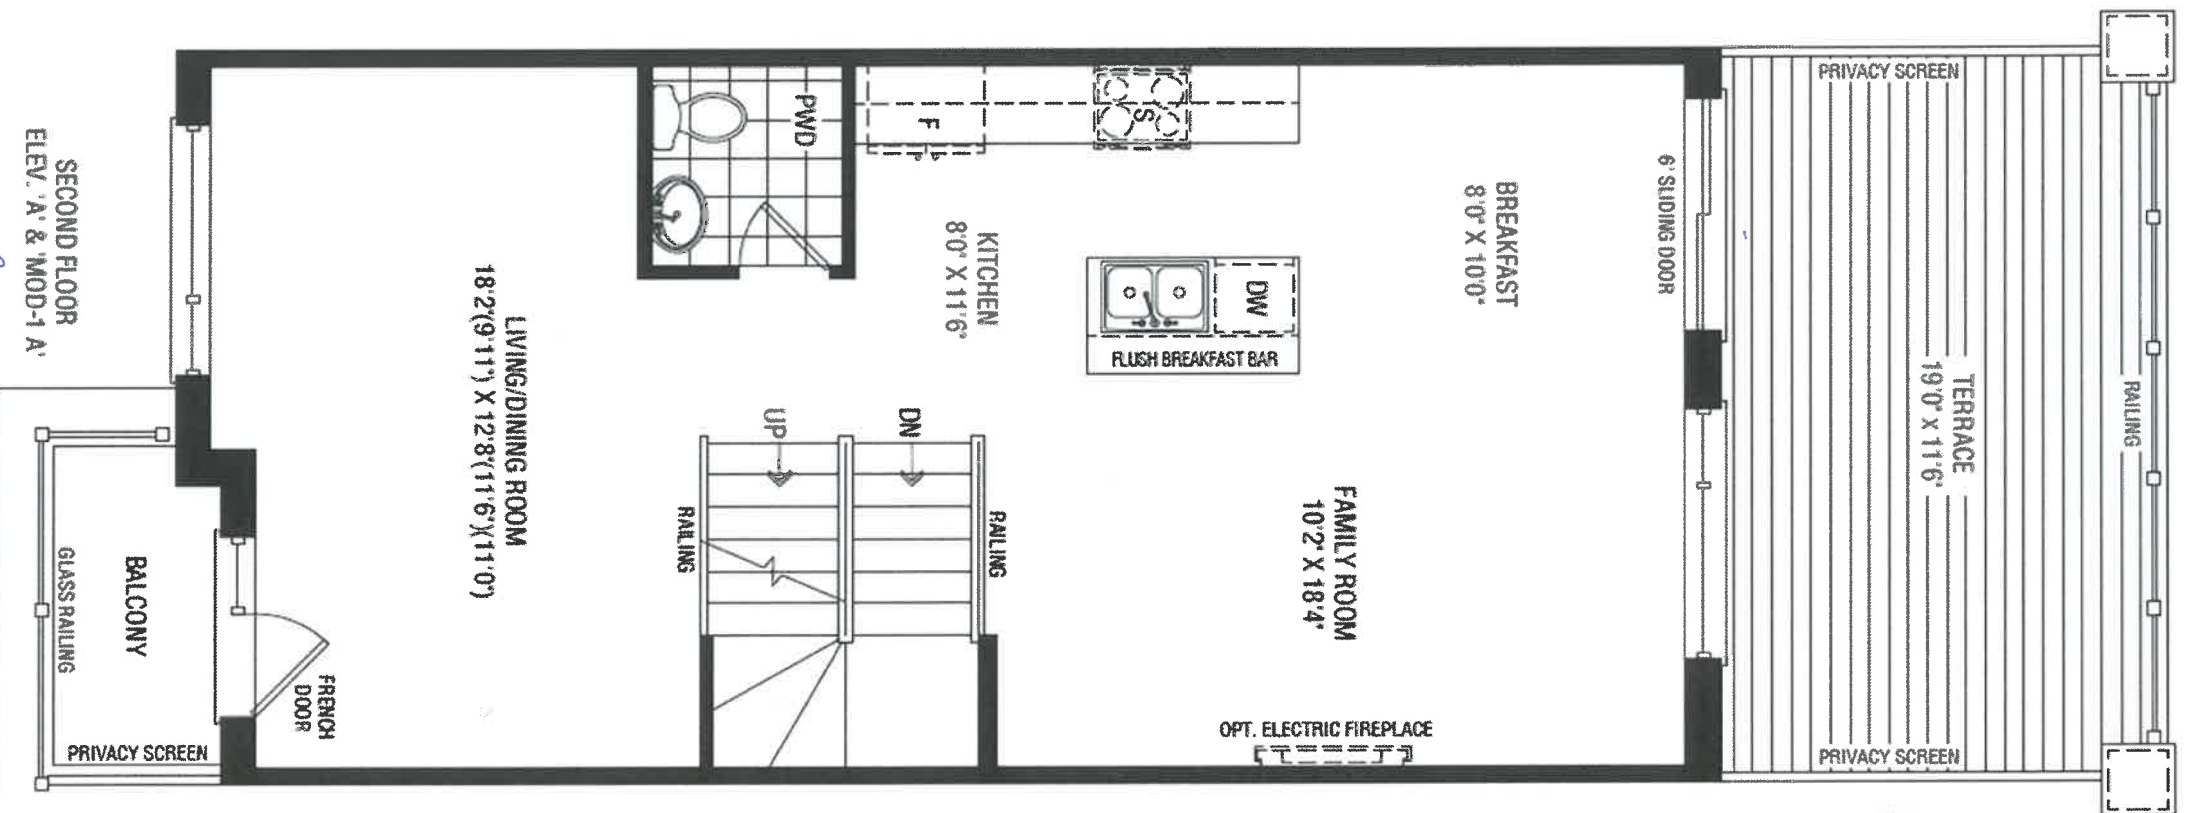 PRIVACY SCREEN
RAILING
TERRACE
19'0" x 11'6"
PRIVACY SCREEN
6' SLIDING DOOR
BREAKFAST
8'0" X 10'0"
FAMILY ROOM
10'2" X 18'4"
OPT. ELECTRIC FIREPLACE
DW
FLUSH BREAKFAST BAR
S
F
KITCHEN
8'0" X 11'6"
PWD
DN
UP
RAILING
RAILING
LIVING/DINING ROOM
18'2"(9'11") X 12'8"(11'6")(11'0")
FRENCH
DOOR
BALCONY
GLASS RAILING
PRIVACY SCREEN
SECOND FLOOR
ELEV. 'A' & 'MOD-1 A'